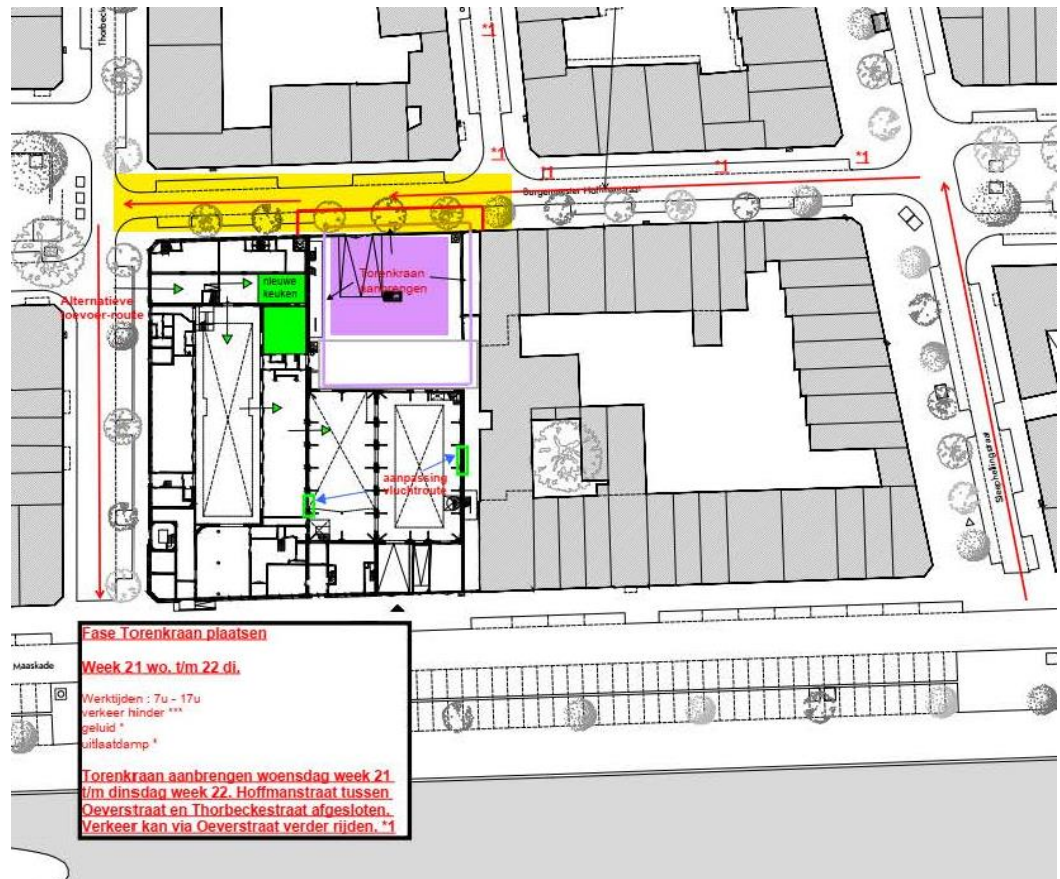 Thorbeck
*1
*1
*1
*1
*1
Burgemeester Hoffmanstraat
nieuwe
keuken
Torenkraan
aanbrengen
Alternatieve
toevoer-route
aanpassing
vluchtroute
Maaskade
Fase Torenkraan plaatsen
Week 21 wo. t/m 22 di.
Werktijden : 7u - 17u
verkeer hinder ***
geluid *
uitlaatdamp *
Torenkraan aanbrengen woensdag week 21
t/m dinsdag week 22. Hoffmanstraat tussen
Oeverstraat en Thorbeckestraat afgesloten.
Verkeer kan via Oeverstraat verder rijden. *1